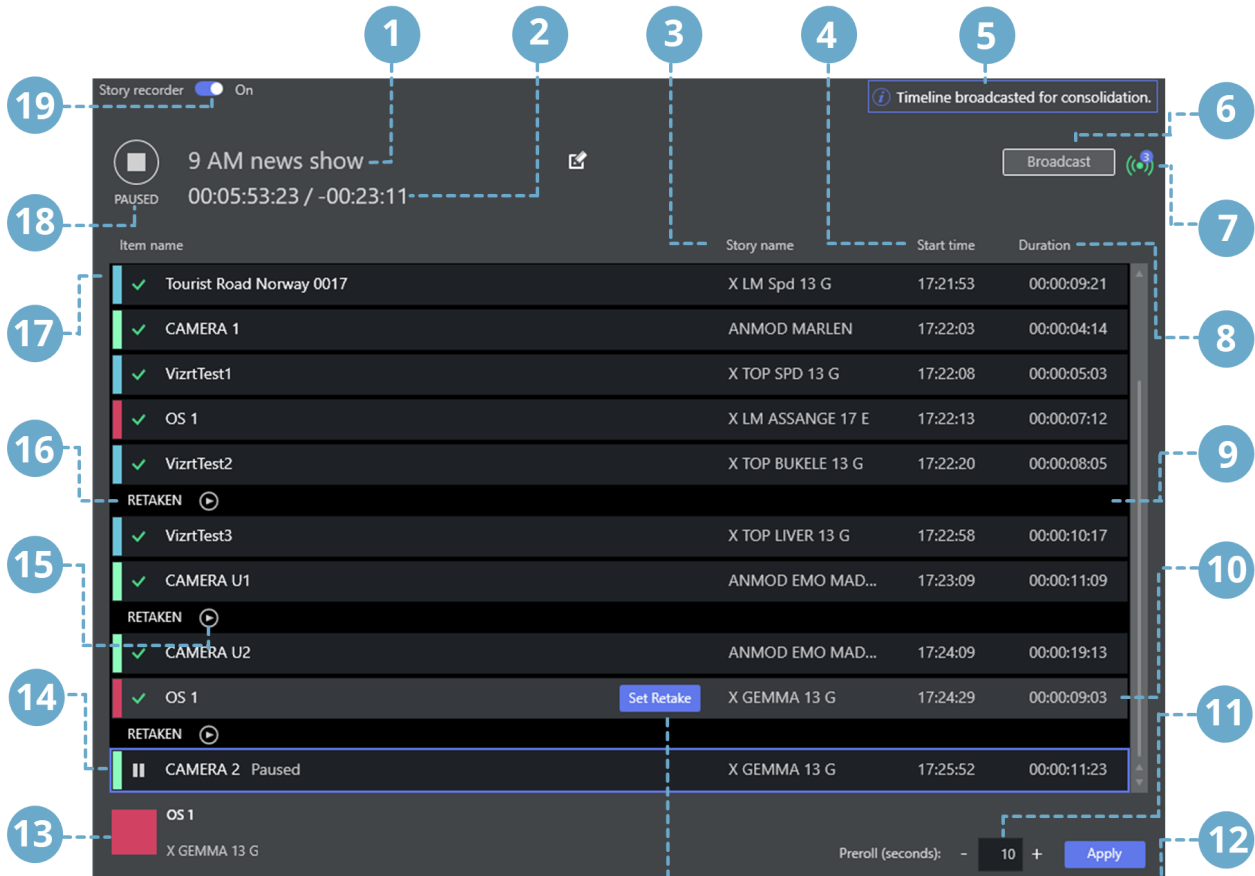 1 2 3 4 5
Story recorder On
19
Timeline broadcasted for consolidation.
6
9 AM news show
Broadcast
3
7
PAUSED
00:05:53:23 / -00:23:11
18
Item name Story name Start time Duration
17
Tourist Road Norway 0017 X LM Spd 13 G 17:21:53 00:00:09:21
CAMERA 1 ANMOD MARLEN 17:22:03 00:00:04:14
8
VizrtTest1 X TOP SPD 13 G 17:22:08 00:00:05:03
OS 1 X LM ASSANGE 17 E 17:22:13 00:00:07:12
16
VizrtTest2 X TOP BUKELE 13 G 17:22:20 00:00:08:05
9
RETAKEN
VizrtTest3 X TOP LIVER 13 G 17:22:58 00:00:10:17
15
CAMERA U1 ANMOD EMO MAD... 17:23:09 00:00:11:09
10
RETAKEN
CAMERA U2 ANMOD EMO MAD... 17:24:09 00:00:19:13
14
OS 1 Set Retake X GEMMA 13 G 17:24:29 00:00:09:03
11
RETAKEN
CAMERA 2 Paused X GEMMA 13 G 17:25:52 00:00:11:23
13
OS 1
X GEMMA 13 G
Preroll (seconds): - 10 + Apply
12